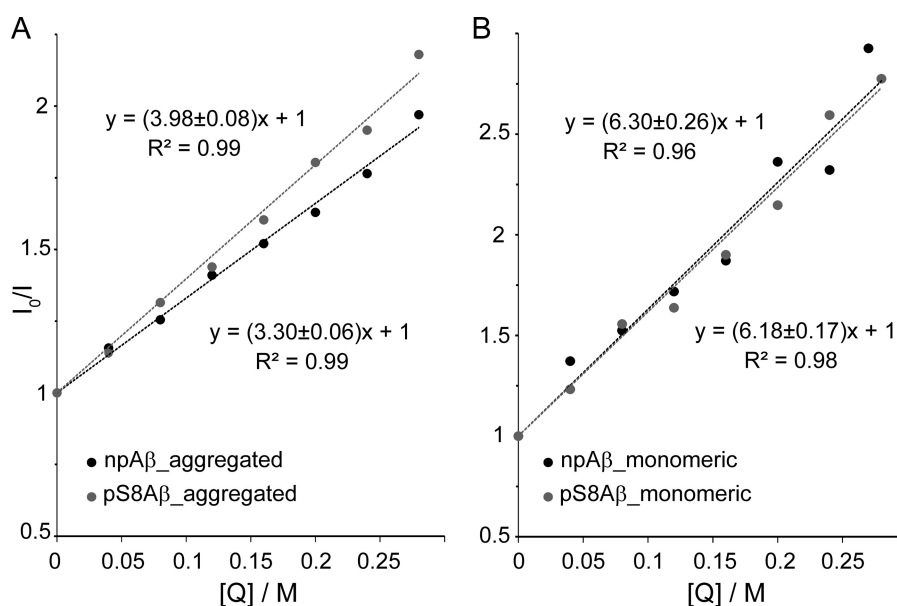 A
I₀/I
2
1.5
1
0.5
y = (3.98±0.08)x + 1
R² = 0.99
y = (3.30±0.06)x + 1
R² = 0.99
npAβ_aggregated
pS8Aβ_aggregated
0 0.05 0.1 0.15 0.2 0.25
[Q] / M
B
2.5
2
1.5
1
0.5
y = (6.30±0.26)x + 1
R² = 0.96
y = (6.18±0.17)x + 1
R² = 0.98
npAβ_monomeric
pS8Aβ_monomeric
0 0.05 0.1 0.15 0.2 0.25
[Q] / M